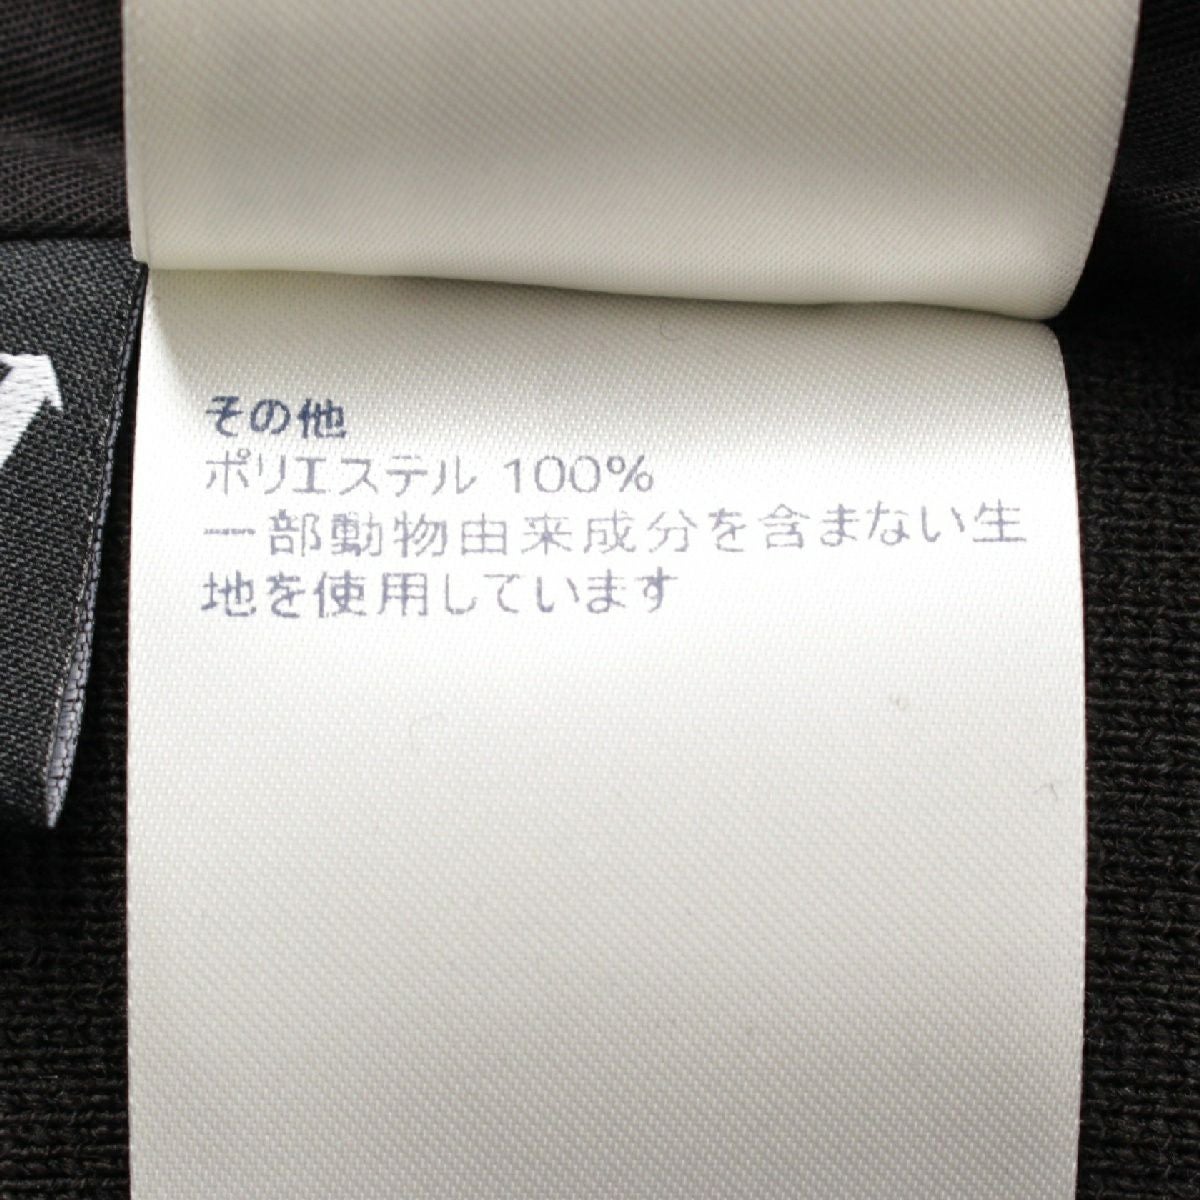 その他
ポリエステル 100%
一部動物由来成分を含まない生
地を使用しています